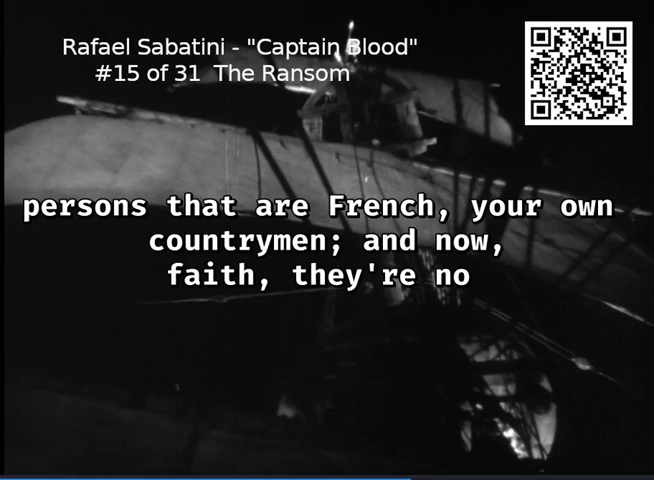 Rafael Sabatini - "Captain Blood"
#15 of 31  The Ransom
persons that are French, your own
countrymen; and now,
faith, they're no